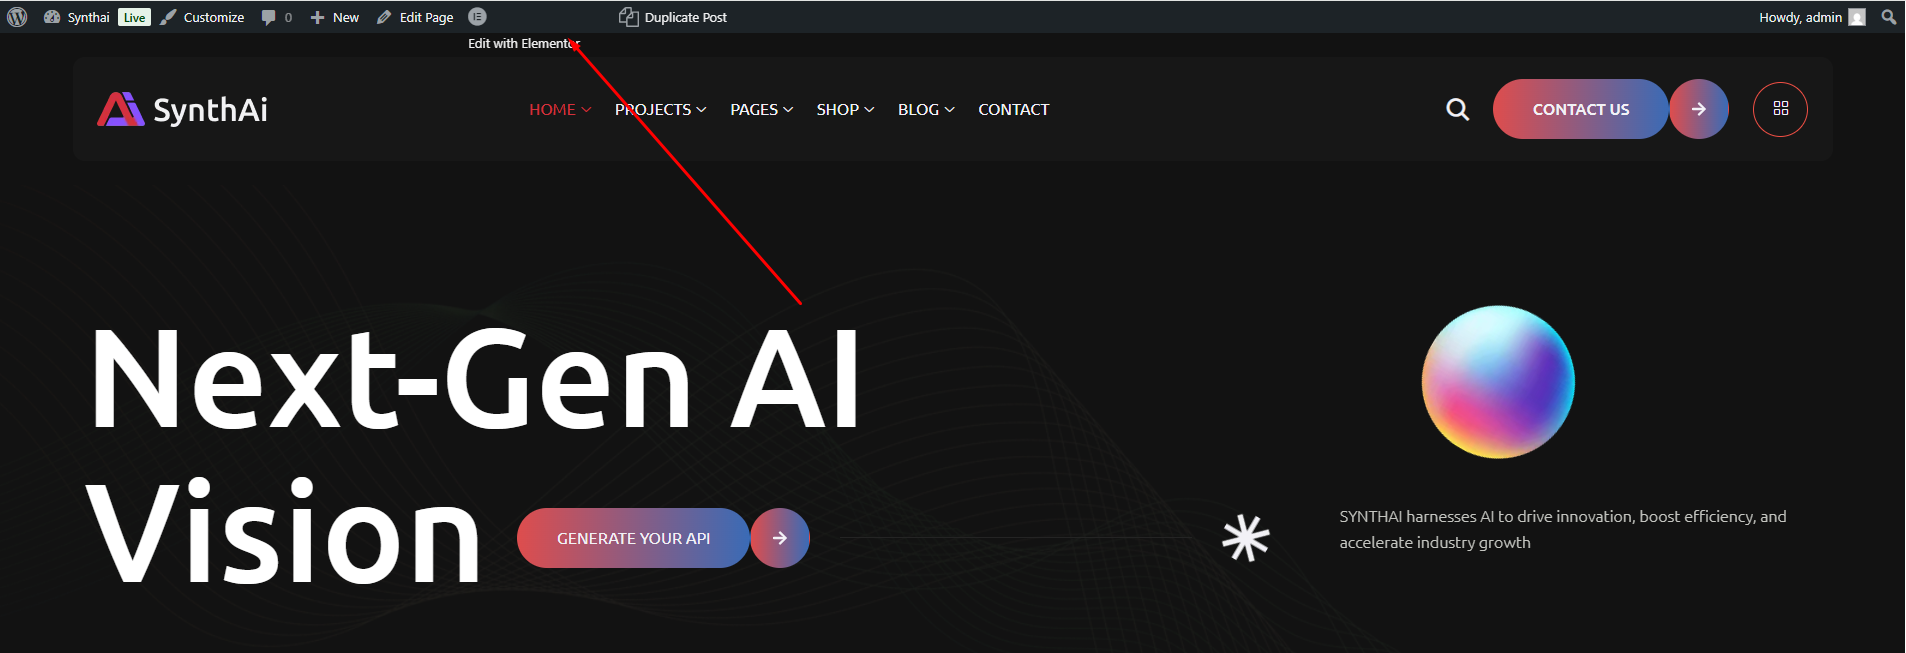 Synthai Live Customize 0 New Edit Page Duplicate Post Howdy, admin
Edit with Elementor
SynthAi HOME PROJECTS PAGES SHOP BLOG CONTACT CONTACT US
Next-Gen AI
Vision
GENERATE YOUR API
SYNTHAI harnesses AI to drive innovation, boost efficiency, and
accelerate industry growth